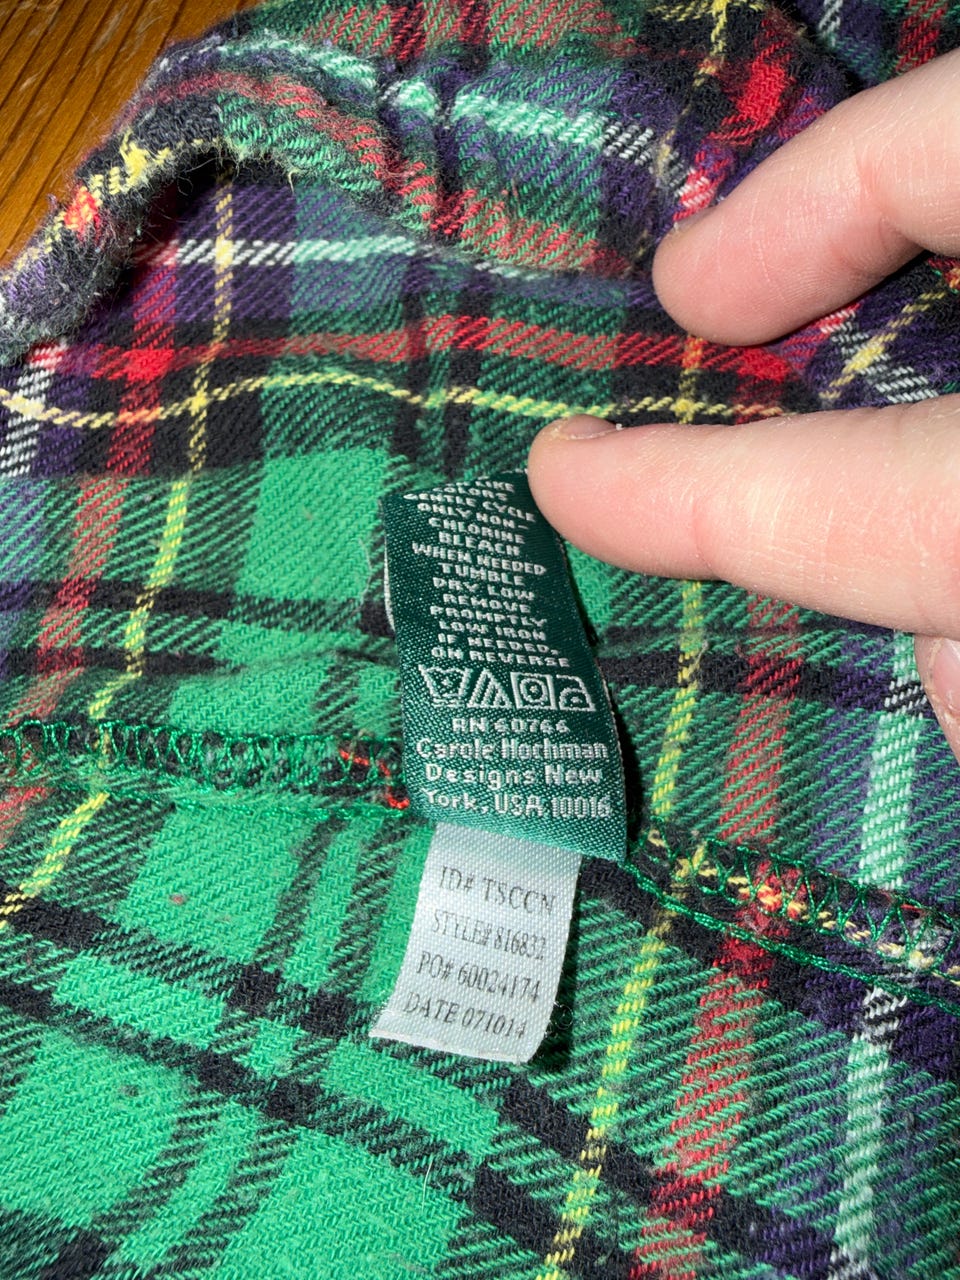 COLORS
GENTLE CYCLE
ONLY NON-
CHLORINE
BLEACH
WHEN NEEDED
TUMBLE
DRY LOW
REMOVE
PROMPTLY
LOW IRON
IF NEEDED.
ON REVERSE
RN 60766
Carole Hochman
Designs New
York, USA 10016
ID# TSCCN
STYLE# 816832
PO# 60024174
DATE 071014